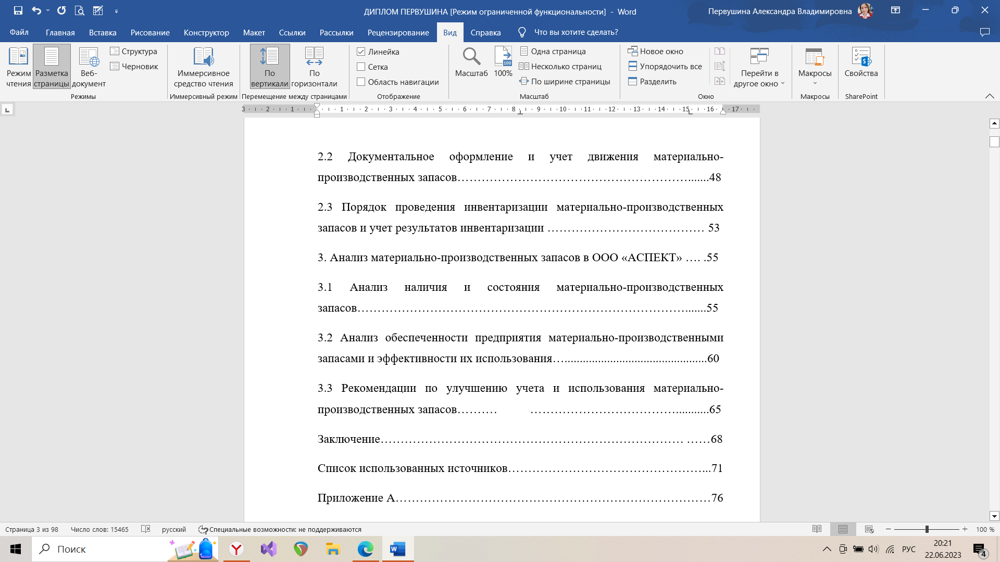 ДИПЛОМ ПЕРВУШИНА [Режим ограниченной функциональности] - Word
Первушина Александра Владимировна
Файл Главная Вставка Рисование Конструктор Макет Ссылки Рассылки Рецензирование Вид Справка Что вы хотите сделать?
Режим чтения
Разметка страницы
Веб-документ
Структура
Черновик
Режимы
Иммерсивное средство чтения
Иммерсивный режим
По вертикали
По горизонтали
Перемещение между страницами
Линейка
Сетка
Область навигации
Отображение
Масштаб
100
100%
Одна страница
Несколько страниц
По ширине страницы
Масштаб
Новое окно
Упорядочить все
Разделить
Перейти в другое окно
Окно
Макросы
Макросы
Свойства
SharePoint
3 2 1 1 2 3 4 5 6 7 8 9 10 11 12 13 14 15 16 17
2.2 Документальное оформление и учет движения материально-
производственных запасов…………………………………………………......48
2.3 Порядок проведения инвентаризации материально-производственных
запасов и учет результатов инвентаризации ………………………………… 53
3. Анализ материально-производственных запасов в ООО «АСПЕКТ» …. .55
3.1 Анализ наличия и состояния материально-производственных
запасов………………………………………………………………………......55
3.2 Анализ обеспеченности предприятия материально-производственными
запасами и эффективности их использования…..............................................60
3.3 Рекомендации по улучшению учета и использования материально-
производственных запасов………. ………………………………..........65
Заключение………………………………………………………………… ……68
Список использованных источников…………………………………………...71
Приложение А……………………………………………………………………76
Страница 3 из 98 Число слов: 15465 русский Специальные возможности: не поддерживаются 100 %
Поиск
РУС
20:21
22.06.2023
4